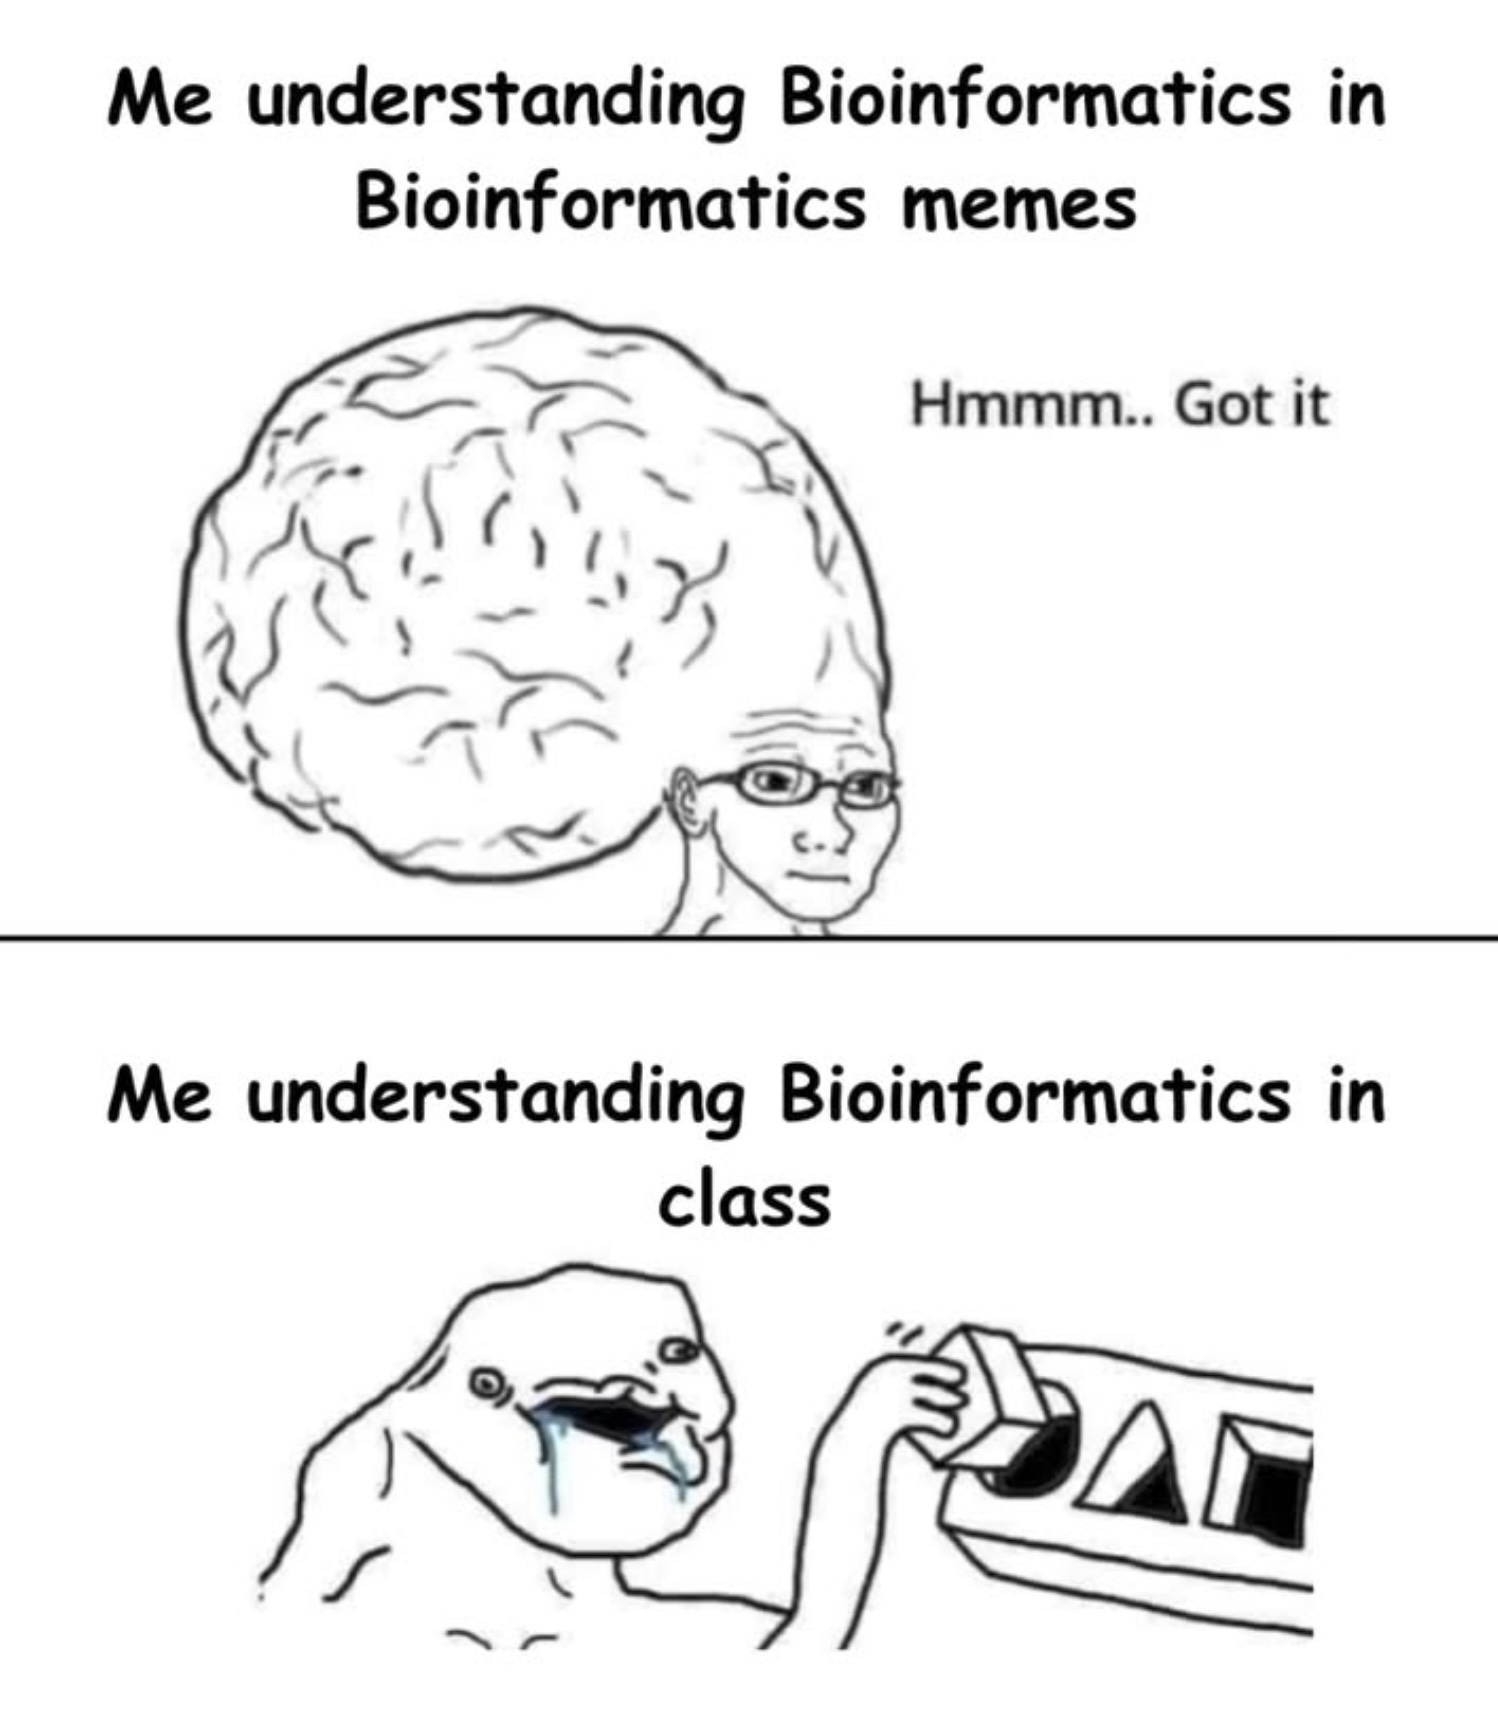 Me understanding Bioinformatics in
Bioinformatics memes
Hmmm.. Got it
Me understanding Bioinformatics in
class